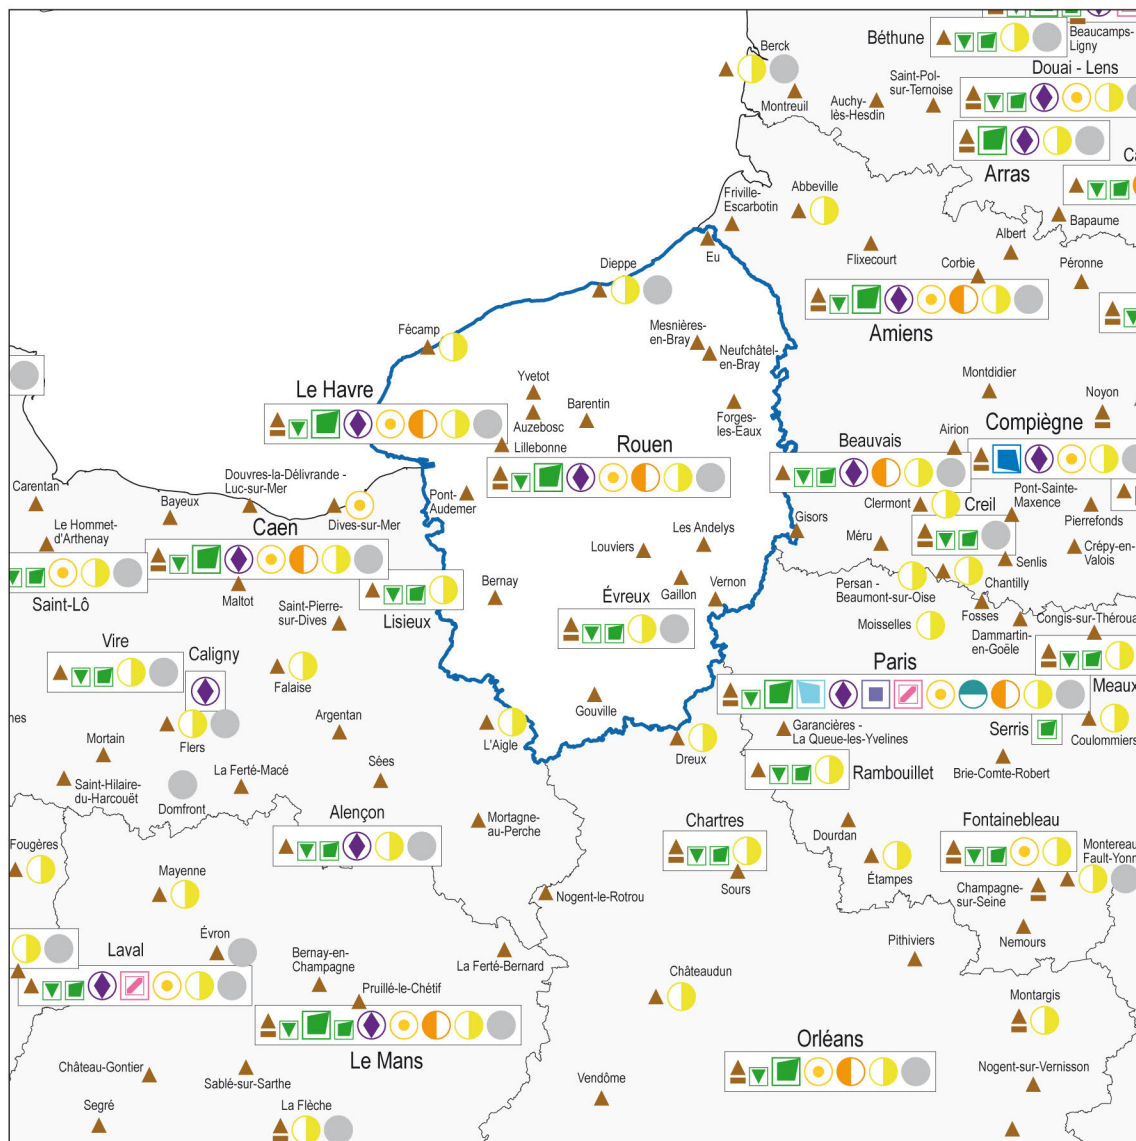 Béthune
Beaucamps-
Ligny
Berck
Douai - Lens
Saint-Pol
sur-Ternoise
Montreuil
Auchy-
lès-Hesdin
Arras
Ca
Friville-
Escarbotin
Abbeville
Bapaume
Albert
Eu
Flixecourt
Corbie
Péronne
Dieppe
Amiens
Mesnières-
en-Bray
Neufchâtel-
en-Bray
Fécamp
Yvetot
Montdidier
Le Havre
Barentin
Noyon
Auzebosc
Forges-
les-Eaux
Compiègne
Airion
Rouen
Beauvais
Lillebonne
Carentan
Douvres-la-Délivrande -
Luc-sur-Mer
Bayeux
Pont-
Audemer
Clermont
Creil
Pont-Sainte-
Maxence
Pierrefonds
Le Hommet-
d'Arthenay
Caen
Dives-sur-Mer
Gisors
Les Andelys
Louviers
Méru
Crépy-en-
Valois
Senlis
Saint-Lô
Maltot
Saint-Pierre-
sur-Dives
Lisieux
Bernay
Évreux
Gaillon
Vernon
Persan -
Beaumont-sur-Oise
Chantilly
Fosses
Moisselles
Dammartin-
en-Goële
Congis-sur-Théroua
Vire
Caligny
Falaise
Paris
Meaux
nes
Flers
Argentan
Gouville
L'Aigle
Garancières -
La Queue-les-Yvelines
Serris
Coulommiers
Mortain
Dreux
Saint-Hilaire-
du-Harcouët
Domfront
La Ferté-Macé
Sées
Rambouillet
Brie-Comte-Robert
Alençon
Mortagne-
au-Perche
Chartres
Dourdan
Fontainebleau
Montereau
Fault-Yonn
Fougères
Mayenne
Sours
Étampes
Champagne-
sur-Seine
Nogent-le-Rotrou
Nemours
Évron
Laval
Bernay-en-
Champagne
La Ferté-Bernard
Pithiviers
Pruillé-le-Chétif
Châteaudun
Montargis
Le Mans
Orléans
Château-Gontier
Sablé-sur-Sarthe
Vendôme
Nogent-sur-Vernisson
Segré
La Flèche